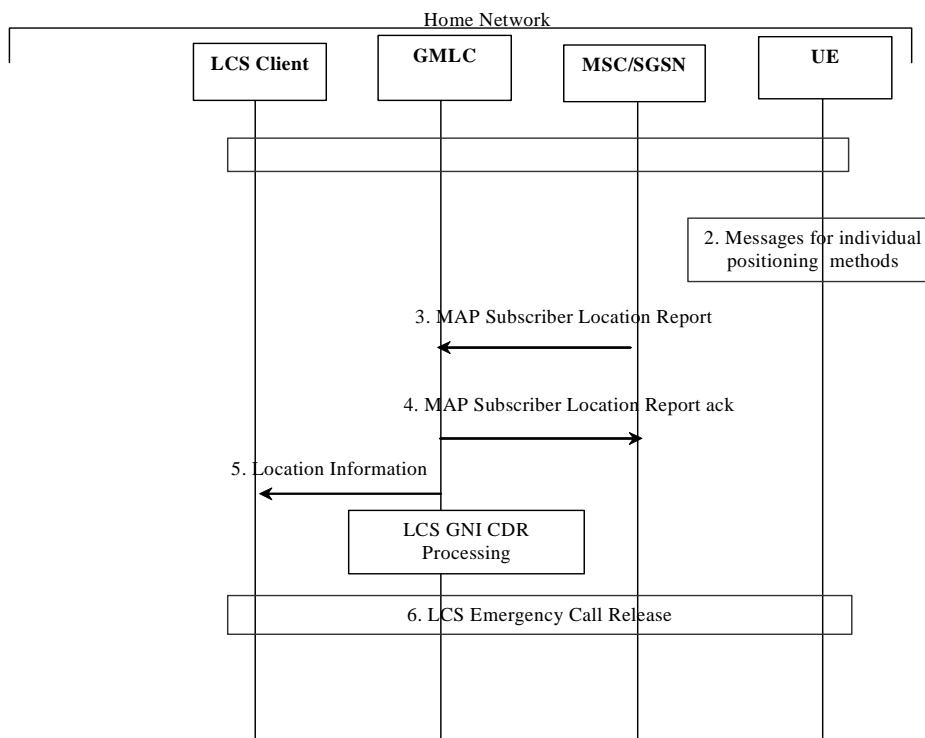 Home Network
LCS Client
GMLC
MSC/SGSN
UE
2. Messages for individual
positioning methods
3. MAP Subscriber Location Report
4. MAP Subscriber Location Report ack
5. Location Information
LCS GNI CDR
Processing
6. LCS Emergency Call Release